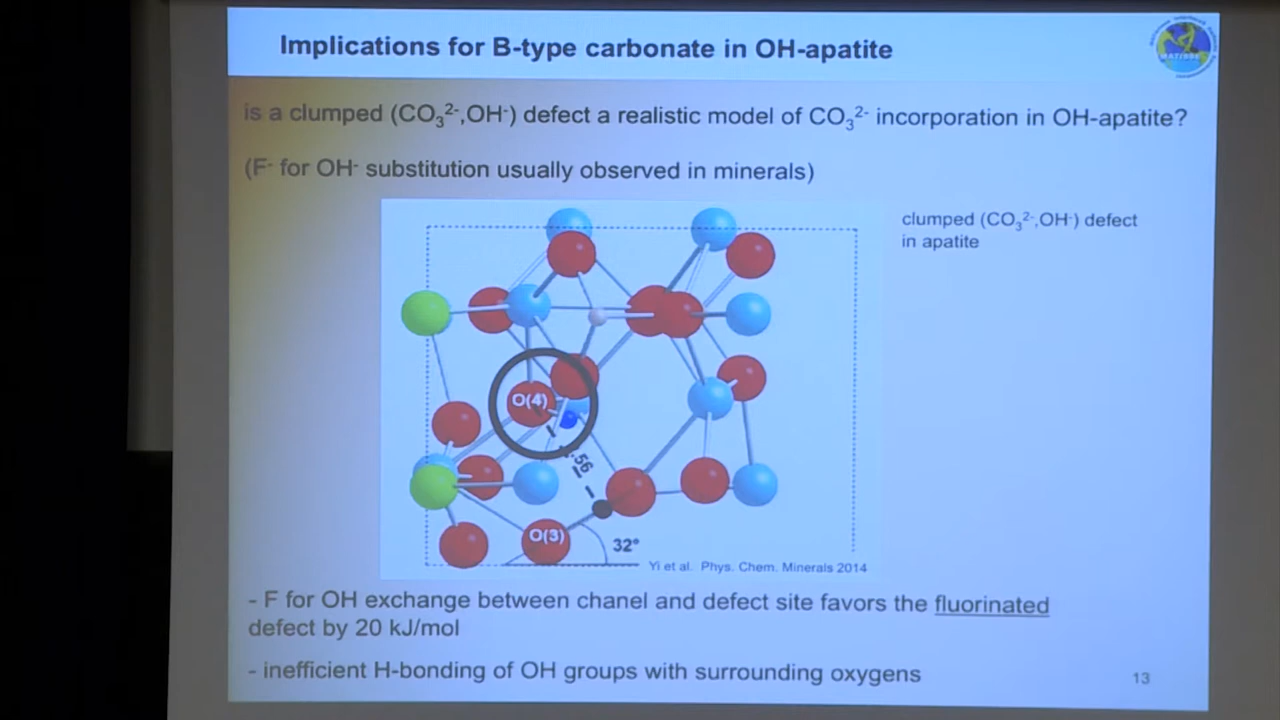 Implications for B-type carbonate in OH-apatite
MATISSE
is a clumped (CO₃²⁻,OH⁻) defect a realistic model of CO₃²⁻ incorporation in OH-apatite?
(F⁻ for OH⁻ substitution usually observed in minerals)
clumped (CO₃²⁻,OH⁻) defect
in apatite
O(4)
.56
O(3)
32°
Yi et al. Phys. Chem. Minerals 2014
- F for OH exchange between chanel and defect site favors the fluorinated
defect by 20 kJ/mol
- inefficient H-bonding of OH groups with surrounding oxygens
13